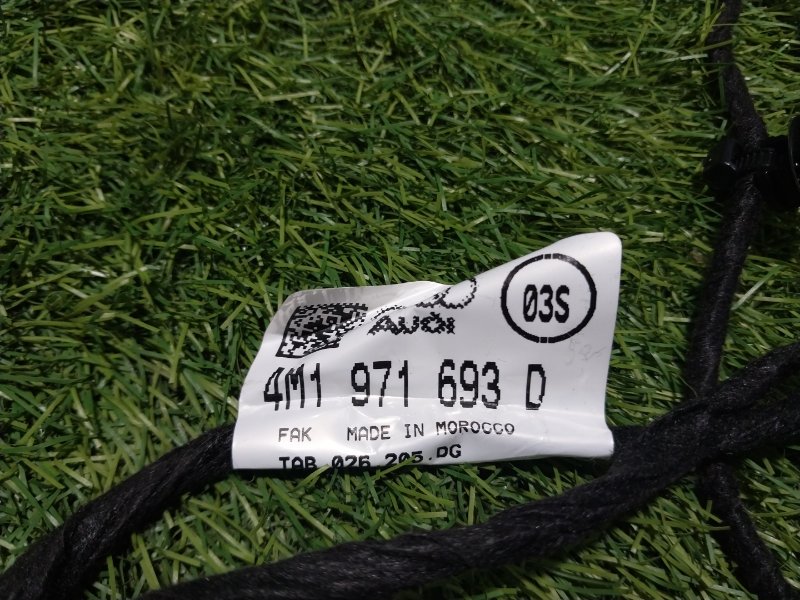 03S
AUDI
4M1 971 693 D
FAK MADE IN MOROCCO
TAB 026 205.DG